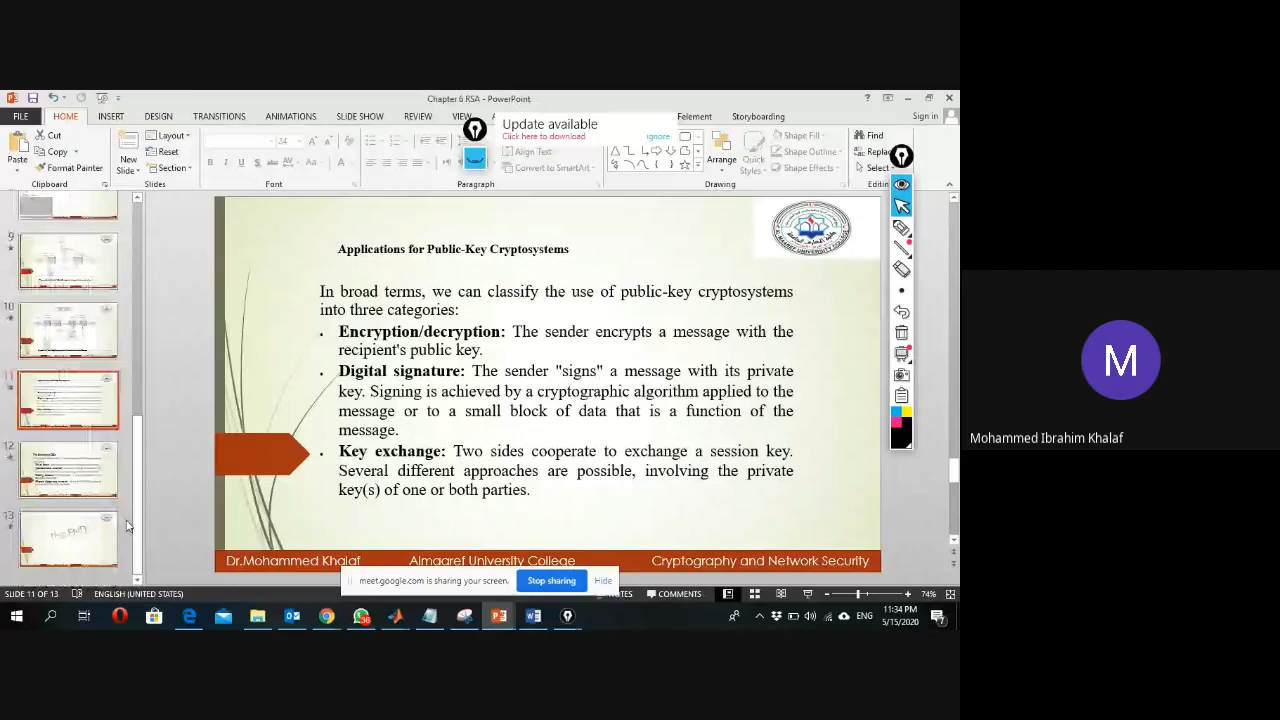 Chapter 6 RSA - PowerPoint
FILE HOME INSERT DESIGN TRANSITIONS ANIMATIONS SLIDE SHOW REVIEW VIEW Felement Storyboarding Sign in
Update available
Click here to download ignore
Paste Cut Copy Format Painter
Clipboard
New Slide Layout Reset Section
Slides
24
Font
Align Text
Convert to SmartArt
Paragraph
Arrange Quick Styles Shape Fill Shape Outline Shape Effects
Drawing
Find
Select
9
10
11
12
13
Applications for Public-Key Cryptosystems
In broad terms, we can classify the use of public-key cryptosystems
into three categories:
• Encryption/decryption: The sender encrypts a message with the
recipient's public key.
• Digital signature: The sender "signs" a message with its private
key. Signing is achieved by a cryptographic algorithm applied to the
message or to a small block of data that is a function of the
message.
• Key exchange: Two sides cooperate to exchange a session key.
Several different approaches are possible, involving the private
key(s) of one or both parties.
Dr.Mohammed Khalaf Almaaref University College Cryptography and Network Security
meet.google.com is sharing your screen. Stop sharing Hide
SLIDE 11 OF 13 ENGLISH (UNITED STATES) COMMENTS 74%
ENG 11:34 PM
5/15/2020
M
Mohammed Ibrahim Khalaf